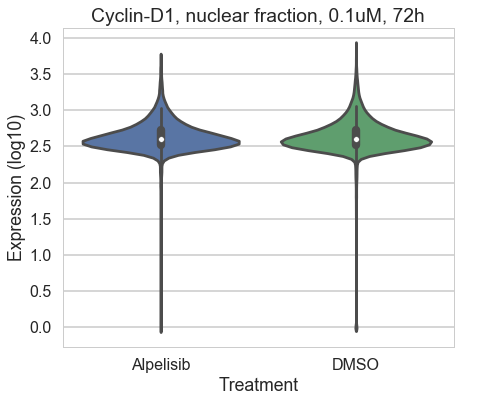 Cyclin-D1, nuclear fraction, 0.1uM, 72h
4.0
3.5
3.0
2.5
2.0
1.5
1.0
0.5
0.0
Expression (log10)
Alpelisib DMSO
Treatment